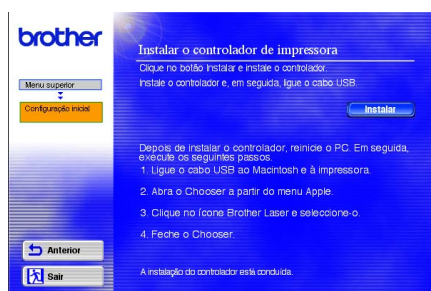 brother
Instalar o controlador de impressora
Clique no botão Instalar e instale o controlador.
Instale o controlador e, em seguida, ligue o cabo USB.
Menu superior
Configuração inicial
Instalar
Depois de instalar o controlador, reinicie o PC. Em seguida,
execute os seguintes passos.
1. Ligue o cabo USB ao Macintosh e à impressora.
2. Abra o Chooser a partir do menu Apple.
3. Clique no ícone Brother Laser e seleccione-o.
4. Feche o Chooser.
Anterior
Sair
A instalação do controlador está concluída.